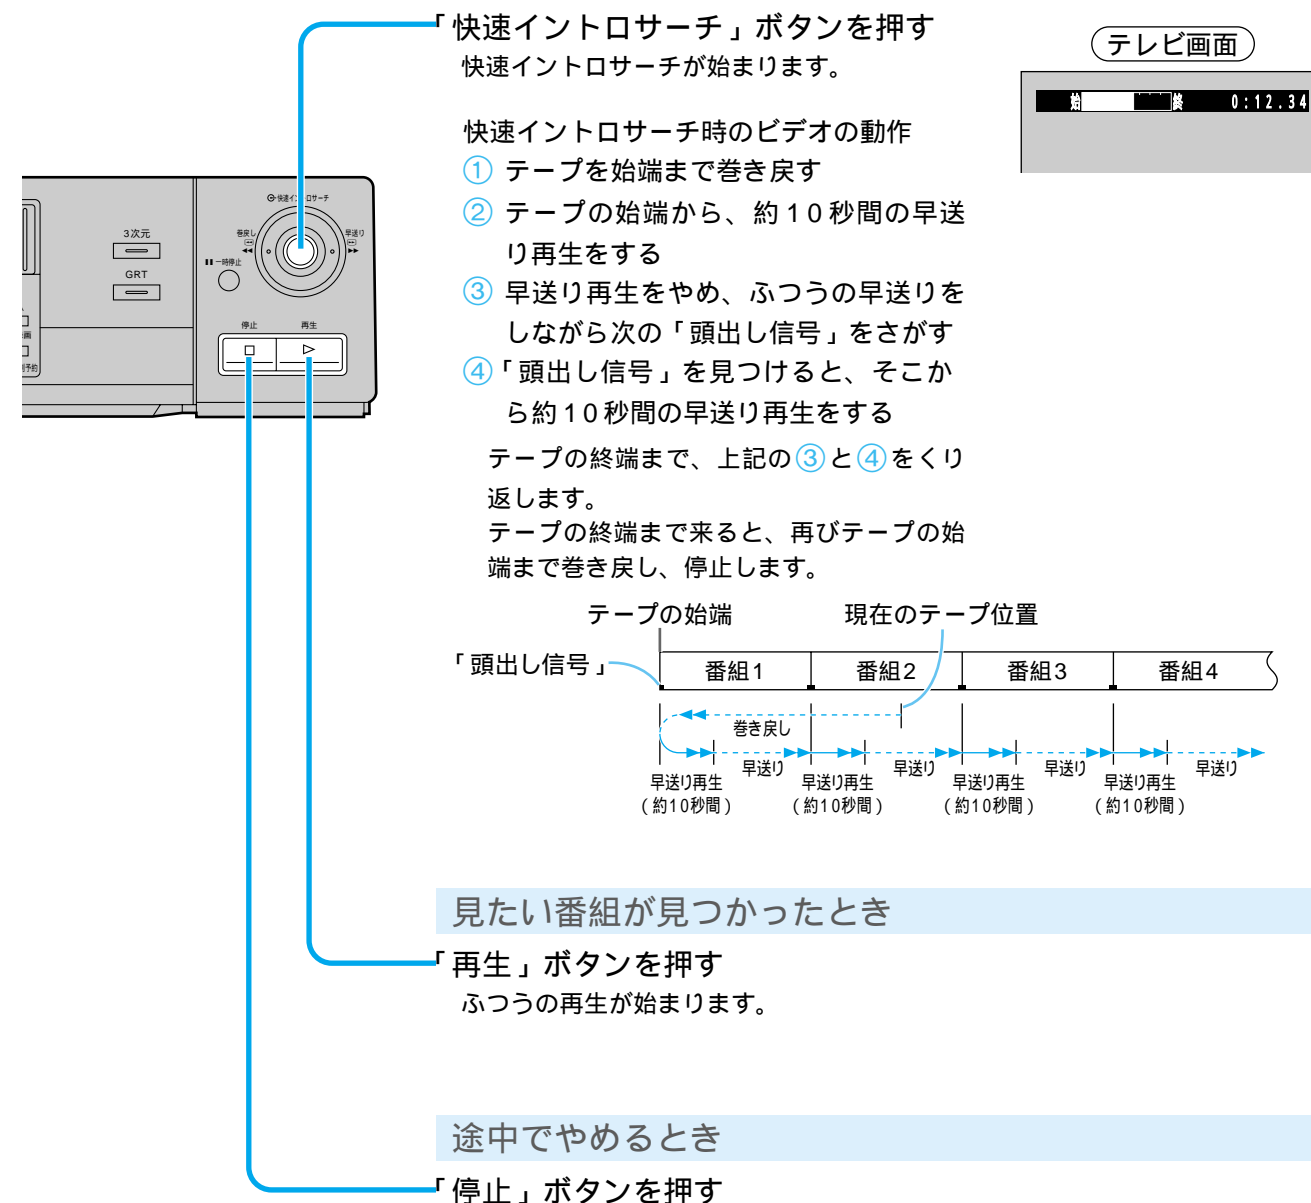 「快速イントロサーチ」ボタンを押す
快速イントロサーチが始まります。
テレビ画面
始 終 0:12.34
快速イントロサーチ時のビデオの動作
① テープを始端まで巻き戻す
② テープの始端から、約10秒間の早送
り再生をする
③ 早送り再生をやめ、ふつうの早送りを
しながら次の「頭出し信号」をさがす
④「頭出し信号」を見つけると、そこか
ら約10秒間の早送り再生をする
テープの終端まで、上記の③と④をくり
返します。
テープの終端まで来ると、再びテープの始
端まで巻き戻し、停止します。
3次元
GRT
巻戻し
早送り
一時停止
停止 再生
画
予約
テープの始端 現在のテープ位置
「頭出し信号」
番組1 番組2 番組3 番組4
巻き戻し
早送り 早送り 早送り 早送り
早送り再生 早送り再生 早送り再生 早送り再生
(約10秒間) (約10秒間) (約10秒間) (約10秒間)
見たい番組が見つかったとき
「再生」ボタンを押す
ふつうの再生が始まります。
途中でやめるとき
「停止」ボタンを押す